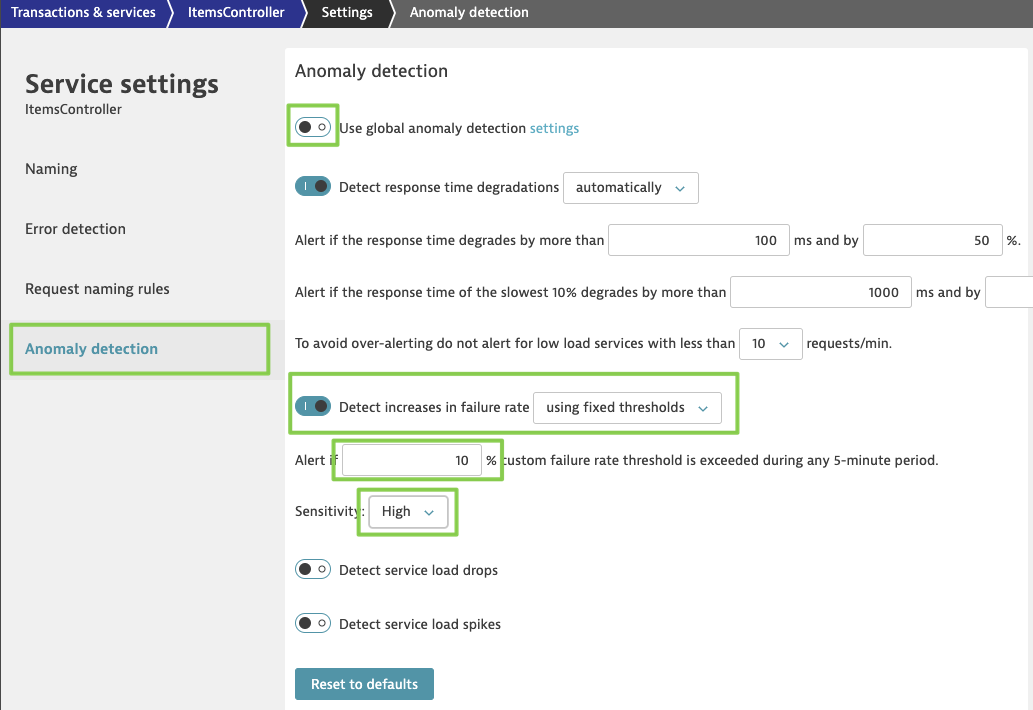 Transactions & services ItemsController Settings Anomaly detection
Service settings
ItemsController
Naming
Error detection
Request naming rules
Anomaly detection
Anomaly detection
Use global anomaly detection settings
Detect response time degradations automatically
Alert if the response time degrades by more than 100 ms and by 50 %.
Alert if the response time of the slowest 10% degrades by more than 1000 ms and by
To avoid over-alerting do not alert for low load services with less than 10 requests/min.
Detect increases in failure rate using fixed thresholds
Alert if 10 % custom failure rate threshold is exceeded during any 5-minute period.
Sensitivity: High
Detect service load drops
Detect service load spikes
Reset to defaults